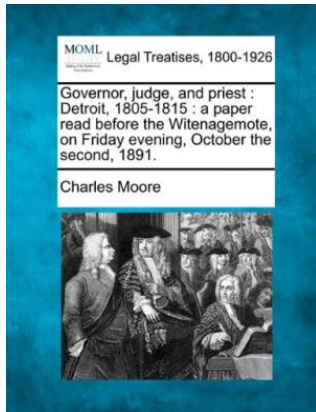 MOML
Legal Treatises, 1800-1926
Governor, judge, and priest :
Detroit, 1805-1815 : a paper
read before the Witenagemote,
on Friday evening, October the
second, 1891.
Charles Moore